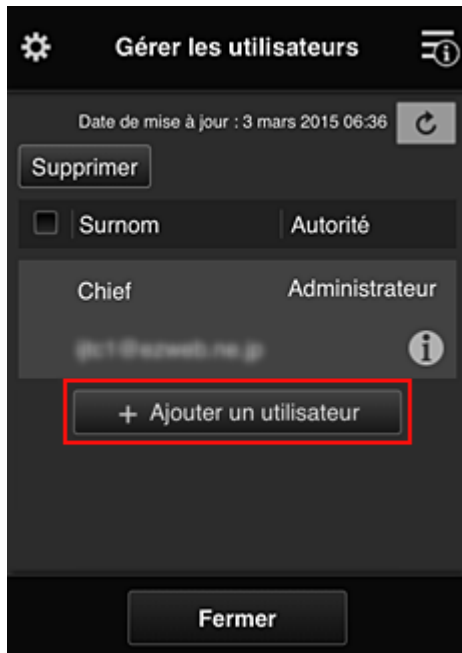 Gérer les utilisateurs
Date de mise à jour : 3 mars 2015 06:36
Supprimer
Surnom Autorité
Chief Administrateur
+ Ajouter un utilisateur
Fermer